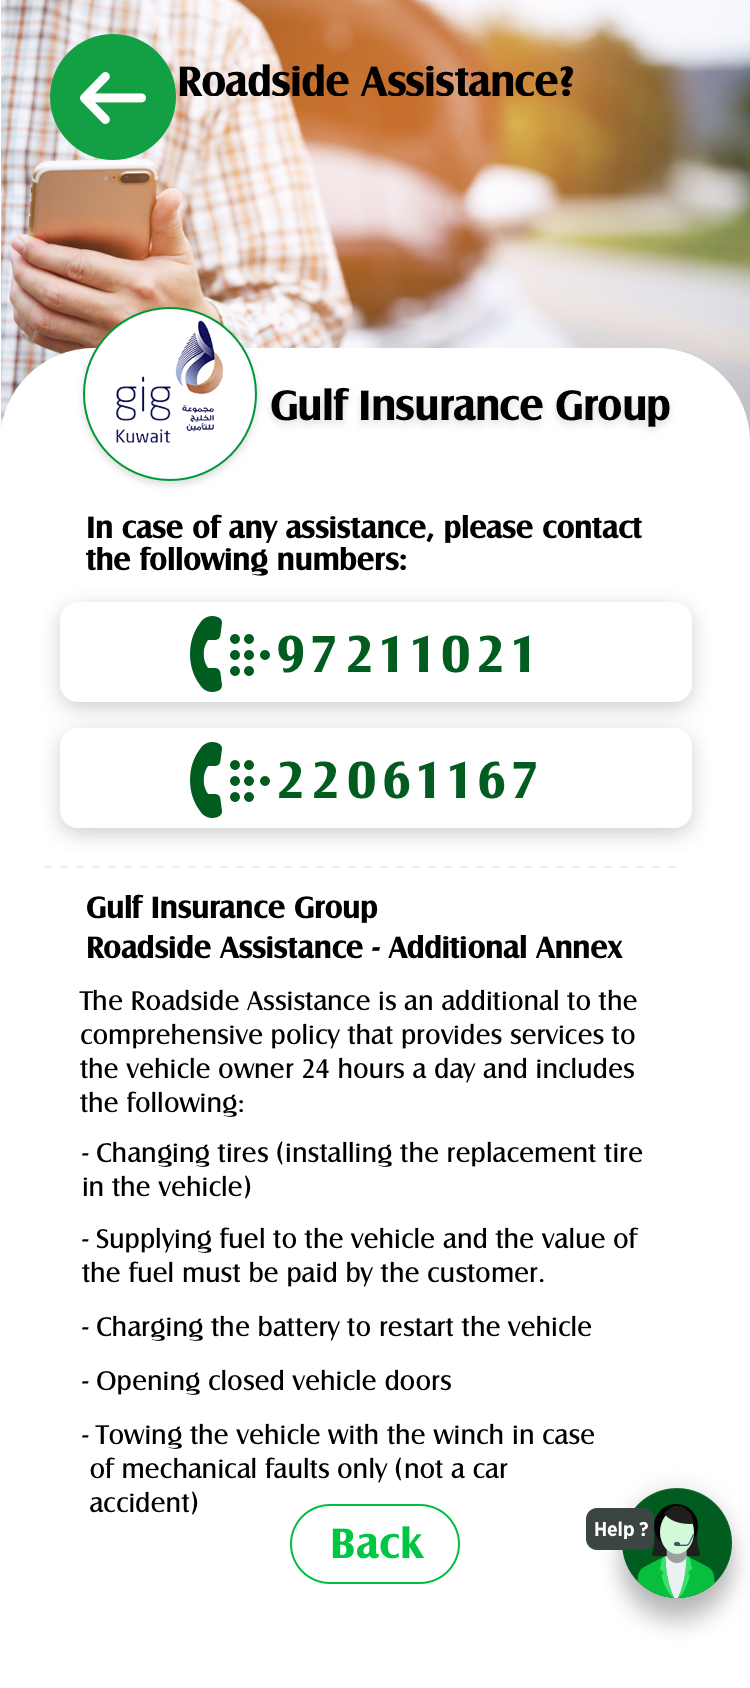 Roadside Assistance?
gig
Kuwait
مجموعة
الخليج
للتأمين
Gulf Insurance Group
In case of any assistance, please contact
the following numbers:
97211021
22061167
Gulf Insurance Group
Roadside Assistance - Additional Annex
The Roadside Assistance is an additional to the
comprehensive policy that provides services to
the vehicle owner 24 hours a day and includes
the following:
- Changing tires (installing the replacement tire
in the vehicle)
- Supplying fuel to the vehicle and the value of
the fuel must be paid by the customer.
- Charging the battery to restart the vehicle
- Opening closed vehicle doors
- Towing the vehicle with the winch in case
of mechanical faults only (not a car
accident)
Back
Help ?